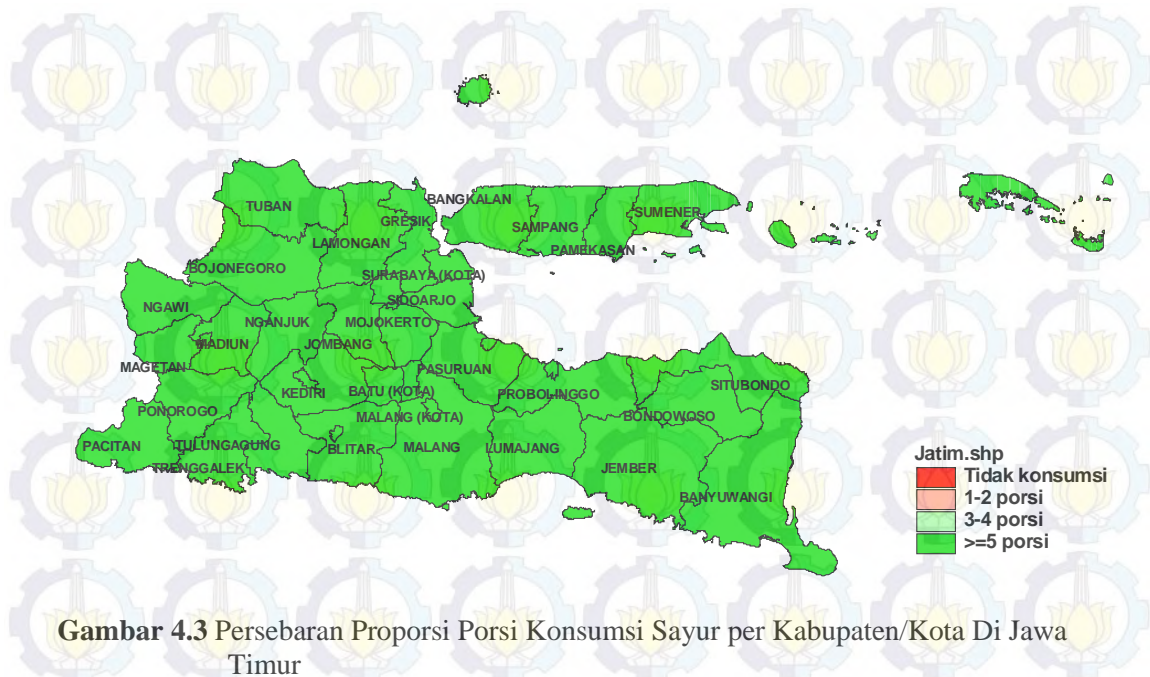 TUBAN
BANGKALAN
GRESIK
SUMENER
SAMPANG
LAMONGAN
PAMEKASAN
BOJONEGORO
SURABAYA (KOTA)
SIDOARJO
NGAWI
NGANJUK
MOJOKERTO
MADIUN
JOMBANG
MAGETAN
PASURUAN
KEDIRI
BATU (KOTA)
PROBOLINGGO
SITUBONDO
PONOROGO
MALANG (KOTA)
BONDOWOSO
PACITAN
TULUNGAGUNG
BLITAR
MALANG
LUMAJANG
TRENGGALEK
JEMBER
BANYUWANGI
Jatim.shp
Tidak konsumsi
1-2 porsi
3-4 porsi
>=5 porsi
Gambar 4.3 Persebaran Proporsi Porsi Konsumsi Sayur per Kabupaten/Kota Di Jawa
Timur